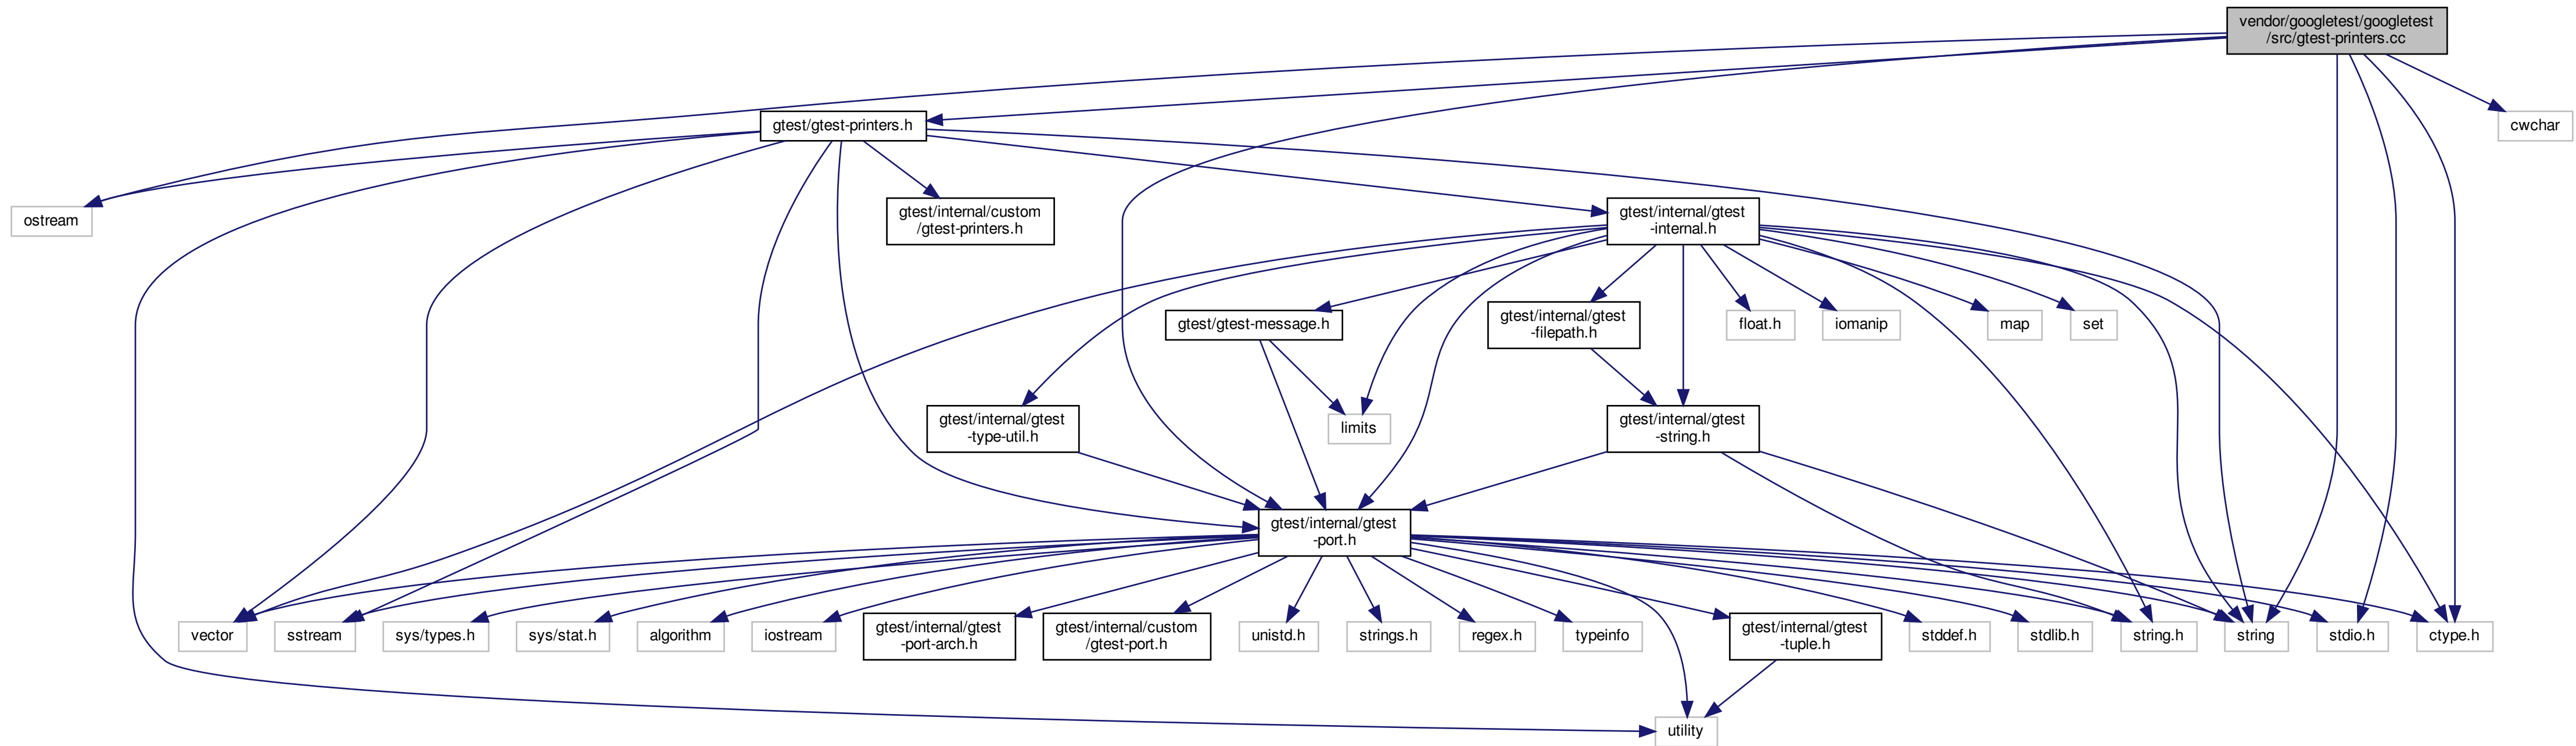 vendor/googletest/googletest
/src/gtest-printers.cc
gtest/gtest-printers.h
cwchar
ostream
gtest/internal/custom
/gtest-printers.h
gtest/internal/gtest
-internal.h
gtest/gtest-message.h
gtest/internal/gtest
-filepath.h
float.h
iomanip
map
set
gtest/internal/gtest
-type-util.h
limits
gtest/internal/gtest
-string.h
gtest/internal/gtest
-port.h
vector
sstream
sys/types.h
sys/stat.h
algorithm
iostream
gtest/internal/gtest
-port-arch.h
gtest/internal/custom
/gtest-port.h
unistd.h
strings.h
regex.h
typeinfo
gtest/internal/gtest
-tuple.h
stddef.h
stdlib.h
string.h
string
stdio.h
ctype.h
utility